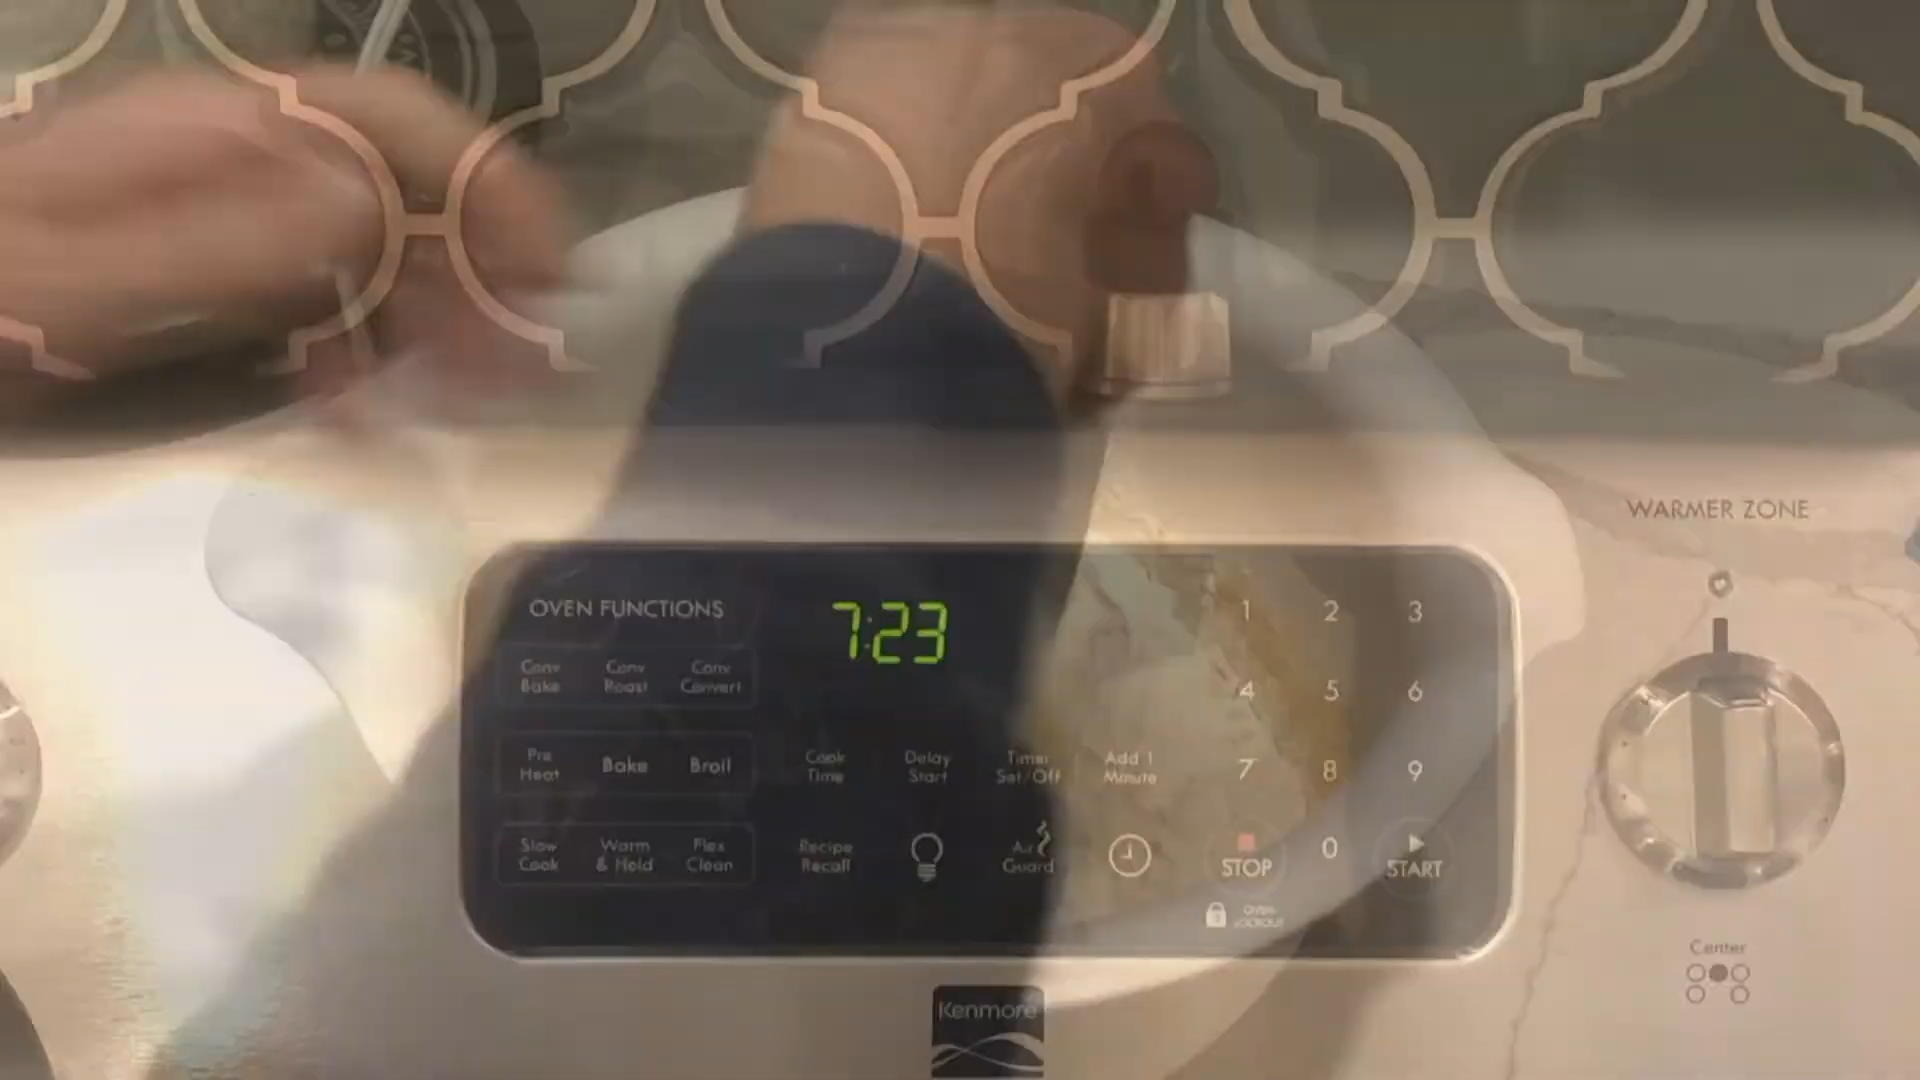 WARMER ZONE
OVEN FUNCTIONS
7:23
1 2 3
Conv Bake
Conv Roast
Conv Convert
4 5 6
Pre Heat
Bake
Broil
Cook Time
Delay Start
Timer Set/Off
Add 1 Minute
7 8 9
Slow Cook
Warm & Hold
Flex Clean
Recipe Recall
Air Guard
STOP
0
START
OVEN LOCKOUT
Center
Kenmore